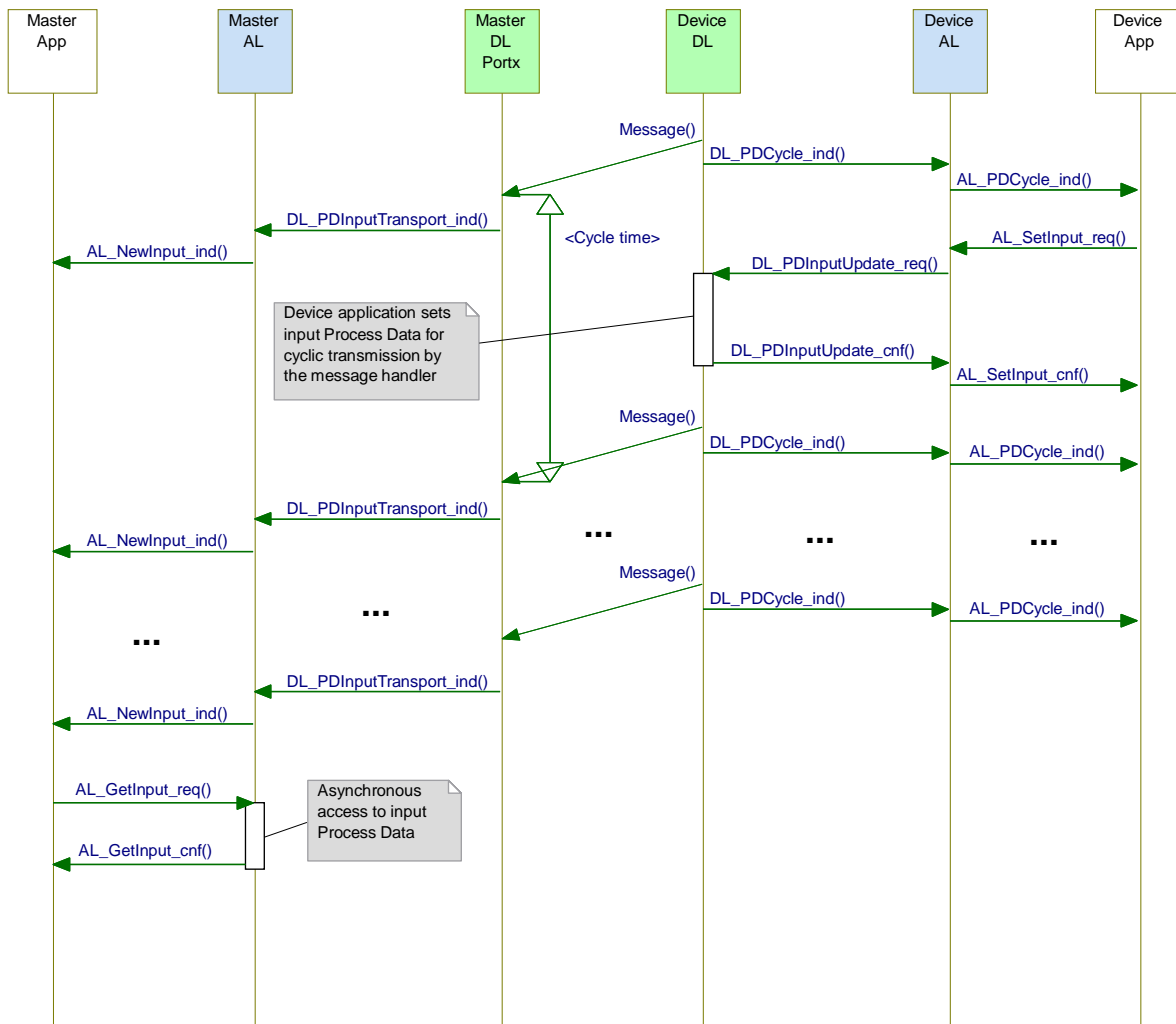 Master
App
Master
AL
Master
DL
Portx
Device
DL
Device
AL
Device
App
Message()
DL_PDCycle_ind()
AL_PDCycle_ind()
DL_PDInputTransport_ind()
<Cycle time>
AL_SetInput_req()
AL_NewInput_ind()
DL_PDInputUpdate_req()
Device application sets
input Process Data for
cyclic transmission by
the message handler
DL_PDInputUpdate_cnf()
AL_SetInput_cnf()
Message()
DL_PDCycle_ind()
AL_PDCycle_ind()
DL_PDInputTransport_ind()
...
...
...
AL_NewInput_ind()
Message()
DL_PDCycle_ind()
AL_PDCycle_ind()
...
...
DL_PDInputTransport_ind()
AL_NewInput_ind()
AL_GetInput_req()
Asynchronous
access to input
Process Data
AL_GetInput_cnf()